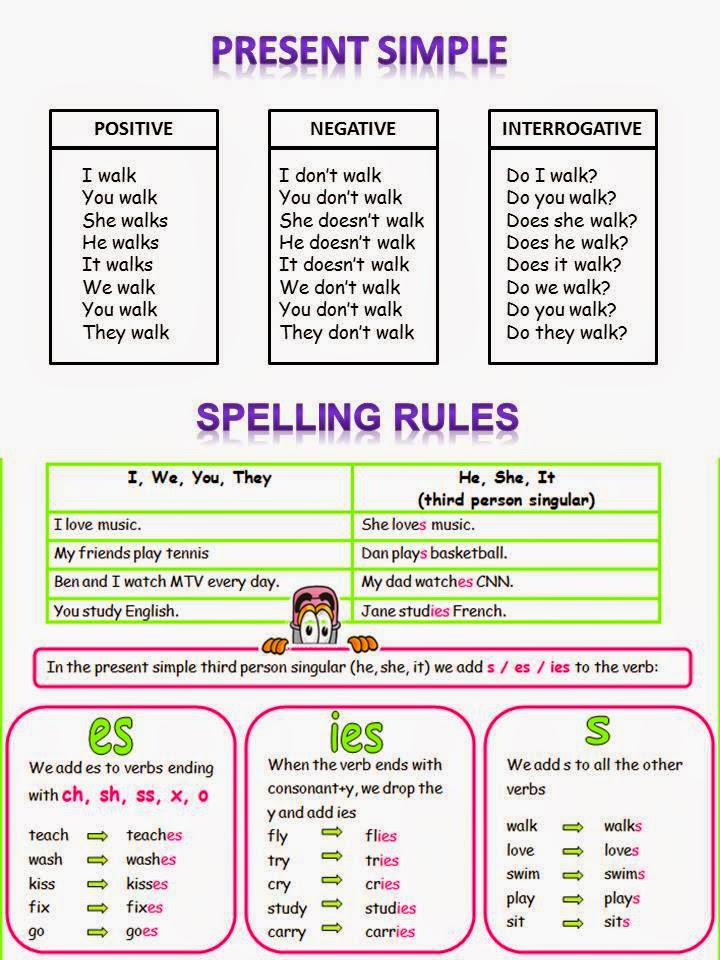 PRESENT SIMPLE
POSITIVE
I walk
You walk
She walks
He walks
It walks
We walk
You walk
They walk
NEGATIVE
I don't walk
You don't walk
She doesn't walk
He doesn't walk
It doesn't walk
We don't walk
You don't walk
They don't walk
INTERROGATIVE
Do I walk?
Do you walk?
Does she walk?
Does he walk?
Does it walk?
Do we walk?
Do you walk?
Do they walk?
SPELLING RULES
I, We, You, They
He, She, It
(third person singular)
I love music.
She loves music.
My friends play tennis
Dan plays basketball.
Ben and I watch MTV every day.
My dad watches CNN.
You study English.
Jane studies French.
In the present simple third person singular (he, she, it) we add s / es / ies to the verb:
es
We add es to verbs ending
with ch, sh, ss, x, o
teach teaches
wash washes
kiss kisses
fix fixes
go goes
ies
When the verb ends with
consonant+y, we drop the
y and add ies
fly flies
try tries
cry cries
study studies
carry carries
s
We add s to all the other
verbs
walk walks
love loves
swim swims
play plays
sit sits